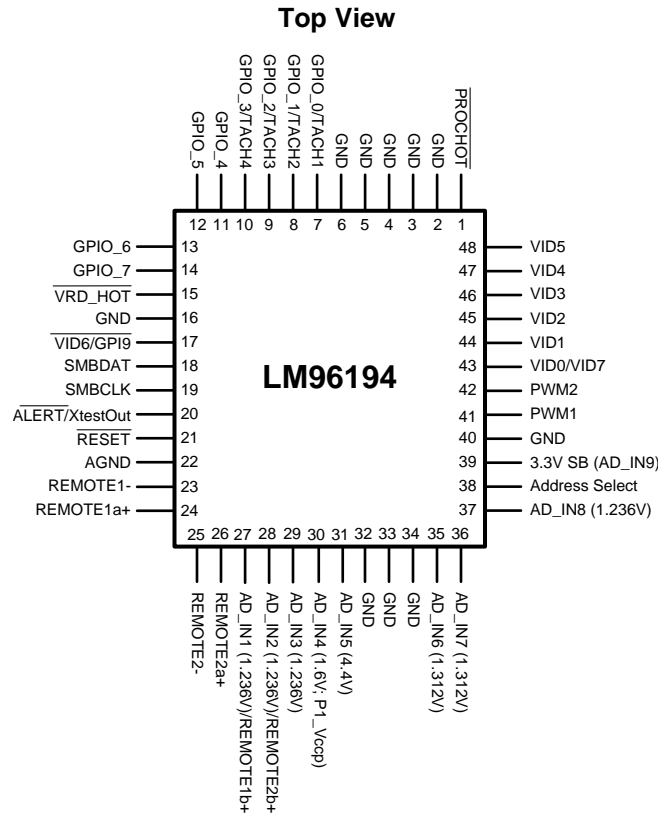 Top View
GPIO_5
GPIO_4
GPIO_3/TACH4
GPIO_2/TACH3
GPIO_1/TACH2
GPIO_0/TACH1
GND
GND
GND
GND
GND
PROCHOT
12 11 10 9 8 7 6 5 4 3 2 1
GPIO_6 13
GPIO_7 14
VRD_HOT 15
GND 16
VID6/GPI9 17
SMBDAT 18
SMBCLK 19
ALERT/XtestOut 20
RESET 21
AGND 22
REMOTE1- 23
REMOTE1a+ 24
LM96194
48 VID5
47 VID4
46 VID3
45 VID2
44 VID1
43 VID0/VID7
42 PWM2
41 PWM1
40 GND
39 3.3V SB (AD_IN9)
38 Address Select
37 AD_IN8 (1.236V)
25 26 27 28 29 30 31 32 33 34 35 36
REMOTE2-
REMOTE2a+
AD_IN1 (1.236V)/REMOTE1b+
AD_IN2 (1.236V)/REMOTE2b+
AD_IN3 (1.236V)
AD_IN4 (1.6V; P1_Vccp)
AD_IN5 (4.4V)
GND
GND
GND
AD_IN6 (1.312V)
AD_IN7 (1.312V)